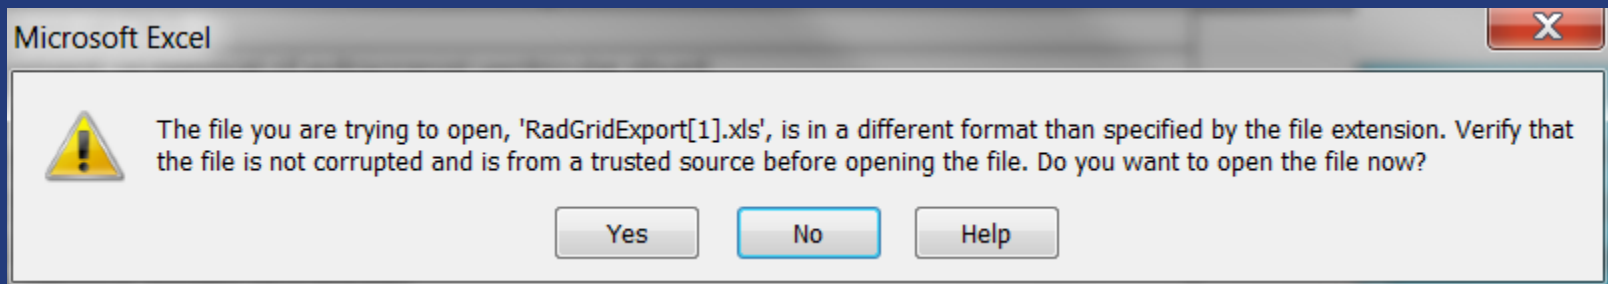 Microsoft Excel
The file you are trying to open, 'RadGridExport[1].xls', is in a different format than specified by the file extension. Verify that
the file is not corrupted and is from a trusted source before opening the file. Do you want to open the file now?
Yes No Help